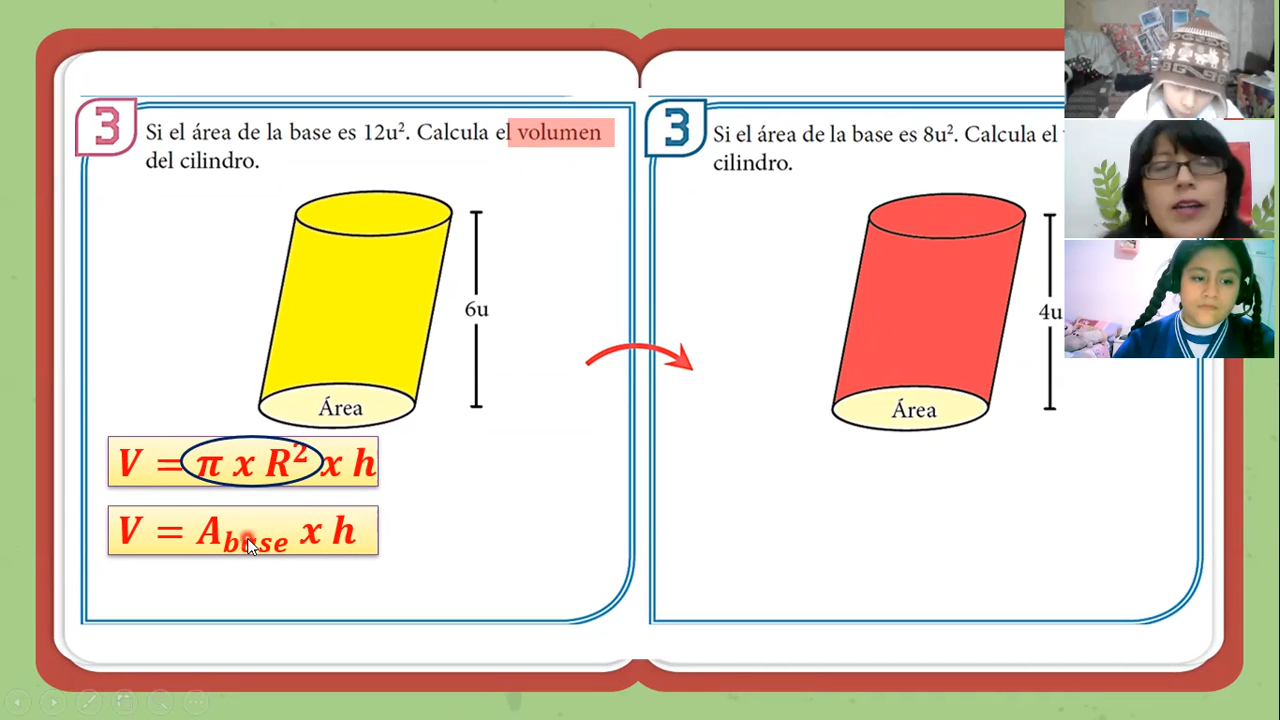 3
Si el área de la base es 12u². Calcula el volumen
del cilindro.
6u
Área
V = π x R² x h
V = A_base x h
3
Si el área de la base es 8u². Calcula el
cilindro.
4u
Área